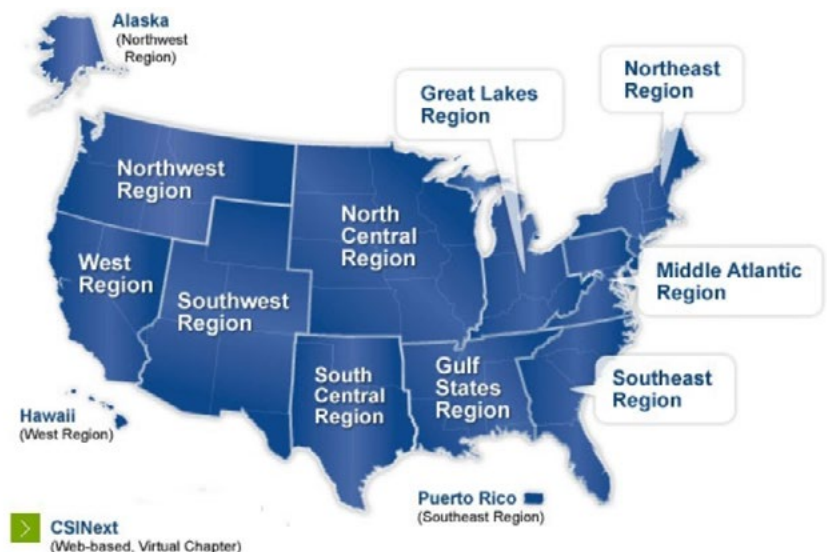 Alaska
(Northwest
Region)
Great Lakes
Region
Northeast
Region
Northwest
Region
North
Central
Region
West
Region
Southwest
Region
Middle Atlantic
Region
South
Central
Region
Gulf
States
Region
Southeast
Region
Hawaii
(West Region)
Puerto Rico
(Southeast Region)
CSINext
(Web-based, Virtual Chapter)